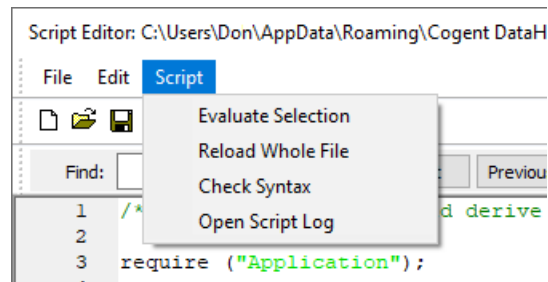 Script Editor: C:\Users\Don\AppData\Roaming\Cogent DataH
File Edit Script
Evaluate Selection
Reload Whole File
Check Syntax
Open Script Log
Find: Previou
1 /* d derive
2
3 require ("Application");